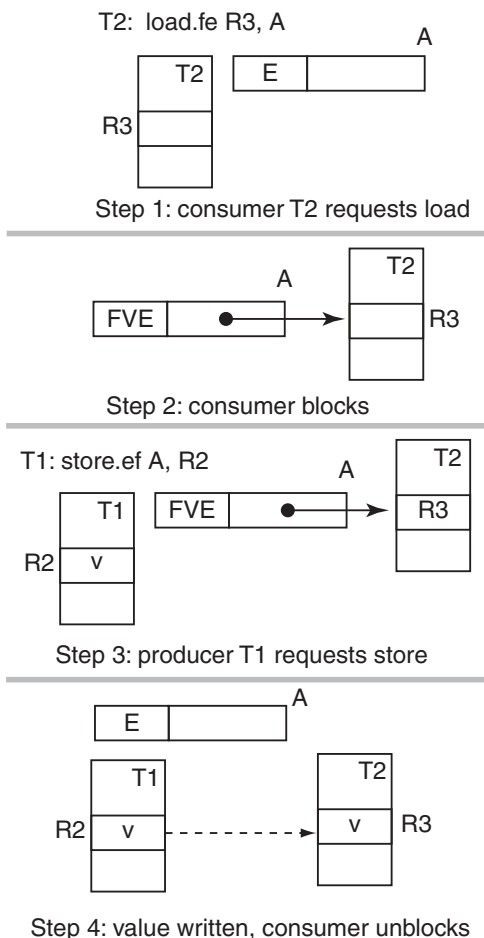 T2: load.fe R3, A
A
T2
E
R3
Step 1: consumer T2 requests load
A
T2
FVE
R3
Step 2: consumer blocks
T1: store.ef A, R2
A
T2
T1
FVE
R3
R2
v
Step 3: producer T1 requests store
A
E
T1
T2
R2
v
v
R3
Step 4: value written, consumer unblocks